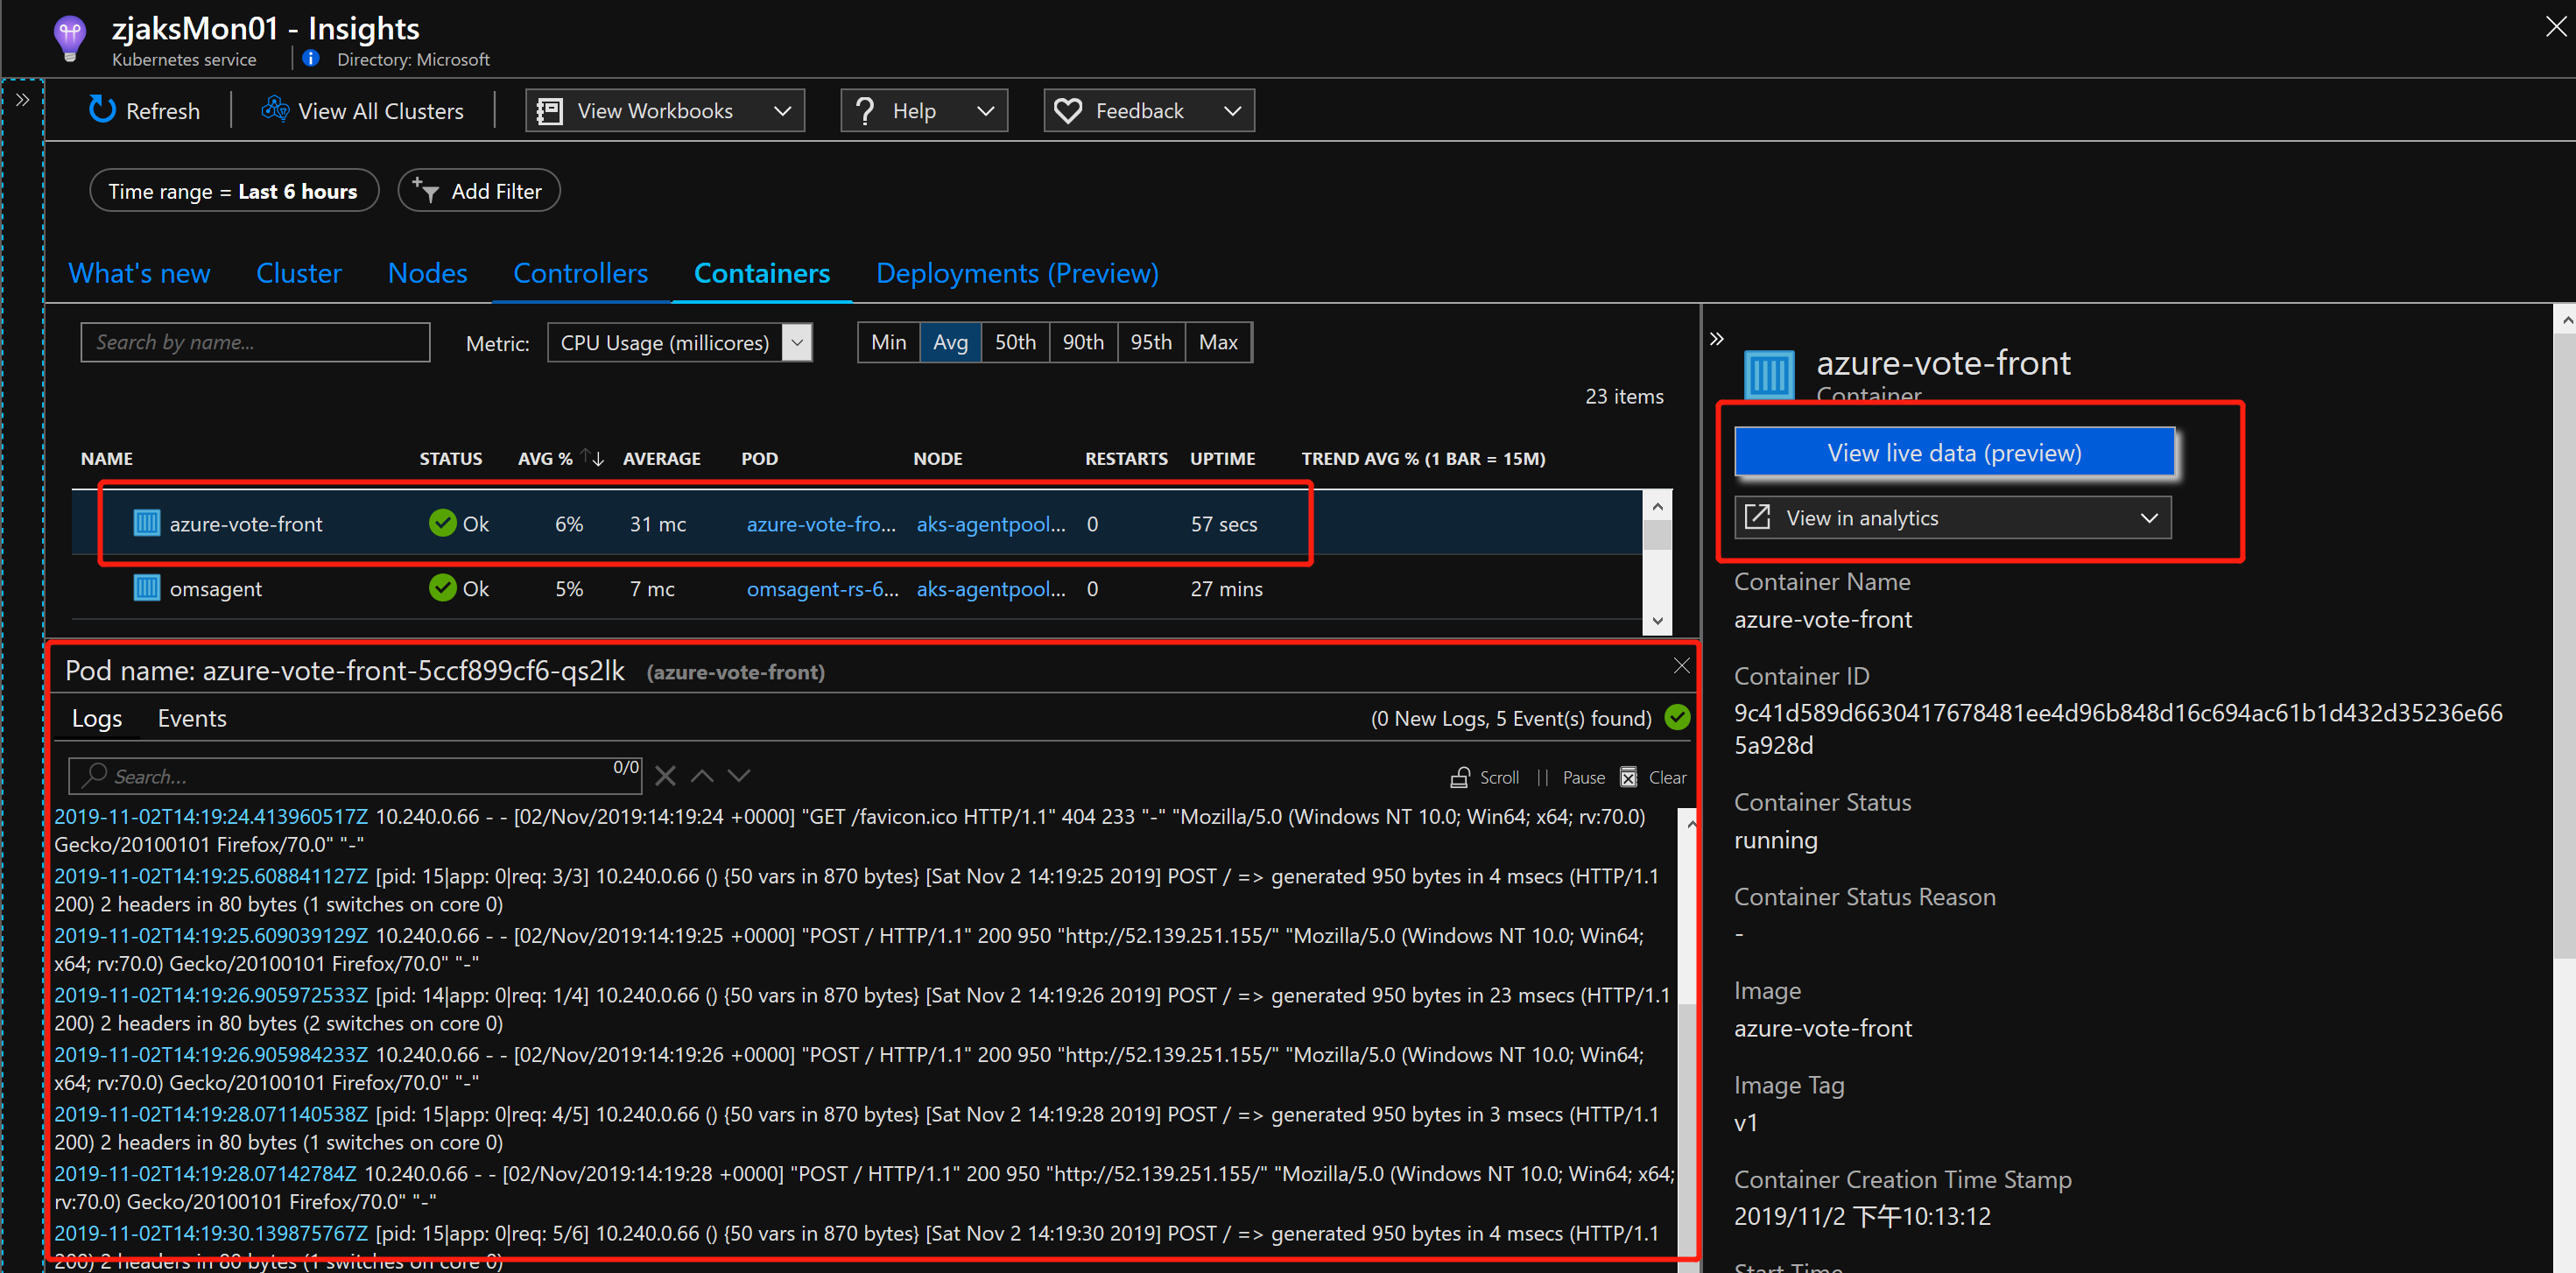 zjaksMon01 - Insights
Kubernetes service
Directory: Microsoft
Refresh
View All Clusters
View Workbooks
Help
Feedback
Time range = Last 6 hours
Add Filter
What's new
Cluster
Nodes
Controllers
Containers
Deployments (Preview)
Search by name...
Metric:
CPU Usage (millicores)
Min
Avg
50th
90th
95th
Max
23 items
NAME
STATUS
AVG %
AVERAGE
POD
NODE
RESTARTS
UPTIME
TREND AVG % (1 BAR = 15M)
azure-vote-front
Ok
6%
31 mc
azure-vote-fro...
aks-agentpool...
0
57 secs
omsagent
Ok
5%
7 mc
omsagent-rs-6...
aks-agentpool...
0
27 mins
Pod name: azure-vote-front-5ccf899cf6-qs2lk (azure-vote-front)
Logs
Events
(0 New Logs, 5 Event(s) found)
Search...
0/0
Scroll
Pause
Clear
2019-11-02T14:19:24.413960517Z 10.240.0.66 - - [02/Nov/2019:14:19:24 +0000] "GET /favicon.ico HTTP/1.1" 404 233 "-" "Mozilla/5.0 (Windows NT 10.0; Win64; x64; rv:70.0)
Gecko/20100101 Firefox/70.0" "-"
2019-11-02T14:19:25.608841127Z [pid: 15|app: 0|req: 3/3] 10.240.0.66 () {50 vars in 870 bytes} [Sat Nov 2 14:19:25 2019] POST / => generated 950 bytes in 4 msecs (HTTP/1.1
200) 2 headers in 80 bytes (1 switches on core 0)
2019-11-02T14:19:25.609039129Z 10.240.0.66 - - [02/Nov/2019:14:19:25 +0000] "POST / HTTP/1.1" 200 950 "http://52.139.251.155/" "Mozilla/5.0 (Windows NT 10.0; Win64;
x64; rv:70.0) Gecko/20100101 Firefox/70.0" "-"
2019-11-02T14:19:26.905972533Z [pid: 14|app: 0|req: 1/4] 10.240.0.66 () {50 vars in 870 bytes} [Sat Nov 2 14:19:26 2019] POST / => generated 950 bytes in 23 msecs (HTTP/1.1
200) 2 headers in 80 bytes (2 switches on core 0)
2019-11-02T14:19:26.905984233Z 10.240.0.66 - - [02/Nov/2019:14:19:26 +0000] "POST / HTTP/1.1" 200 950 "http://52.139.251.155/" "Mozilla/5.0 (Windows NT 10.0; Win64;
x64; rv:70.0) Gecko/20100101 Firefox/70.0" "-"
2019-11-02T14:19:28.071140538Z [pid: 15|app: 0|req: 4/5] 10.240.0.66 () {50 vars in 870 bytes} [Sat Nov 2 14:19:28 2019] POST / => generated 950 bytes in 3 msecs (HTTP/1.1
200) 2 headers in 80 bytes (1 switches on core 0)
2019-11-02T14:19:28.07142784Z 10.240.0.66 - - [02/Nov/2019:14:19:28 +0000] "POST / HTTP/1.1" 200 950 "http://52.139.251.155/" "Mozilla/5.0 (Windows NT 10.0; Win64; x64;
rv:70.0) Gecko/20100101 Firefox/70.0" "-"
2019-11-02T14:19:30.139875767Z [pid: 15|app: 0|req: 5/6] 10.240.0.66 () {50 vars in 870 bytes} [Sat Nov 2 14:19:30 2019] POST / => generated 950 bytes in 4 msecs (HTTP/1.1
200) 2 headers in 80 bytes (1 switches on core 0)
azure-vote-front
Container
View live data (preview)
View in analytics
Container Name
azure-vote-front
Container ID
9c41d589d6630417678481ee4d96b848d16c694ac61b1d432d35236e66
5a928d
Container Status
running
Container Status Reason
-
Image
azure-vote-front
Image Tag
v1
Container Creation Time Stamp
2019/11/2 下午10:13:12
Start Time